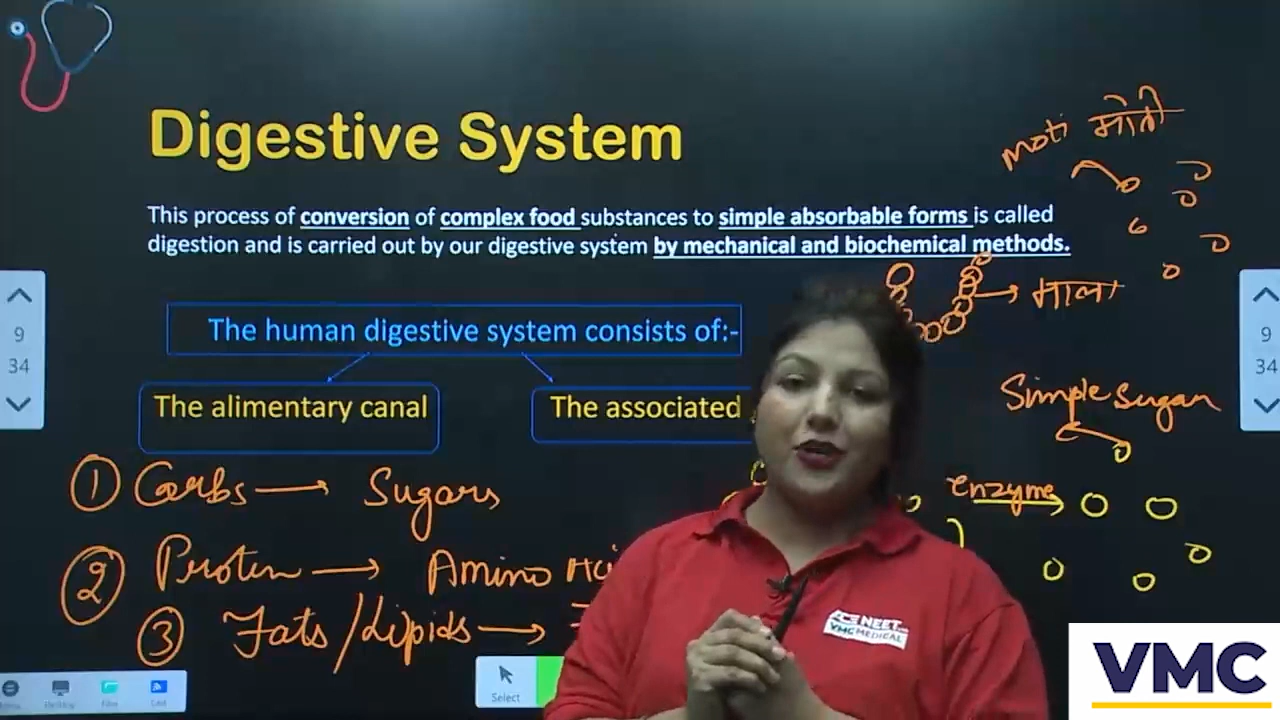 Digestive System
This process of conversion of complex food substances to simple absorbable forms is called
digestion and is carried out by our digestive system by mechanical and biochemical methods.
Moti मोती
माला
The human digestive system consists of:-
The alimentary canal
The associated
Simple Sugar
enzyme
① Carbs → Sugars
② Protein → Amino Aci
③ Fats/Lipids →
9
34
9
34
Select
NEET
VMC MEDICAL
VMC